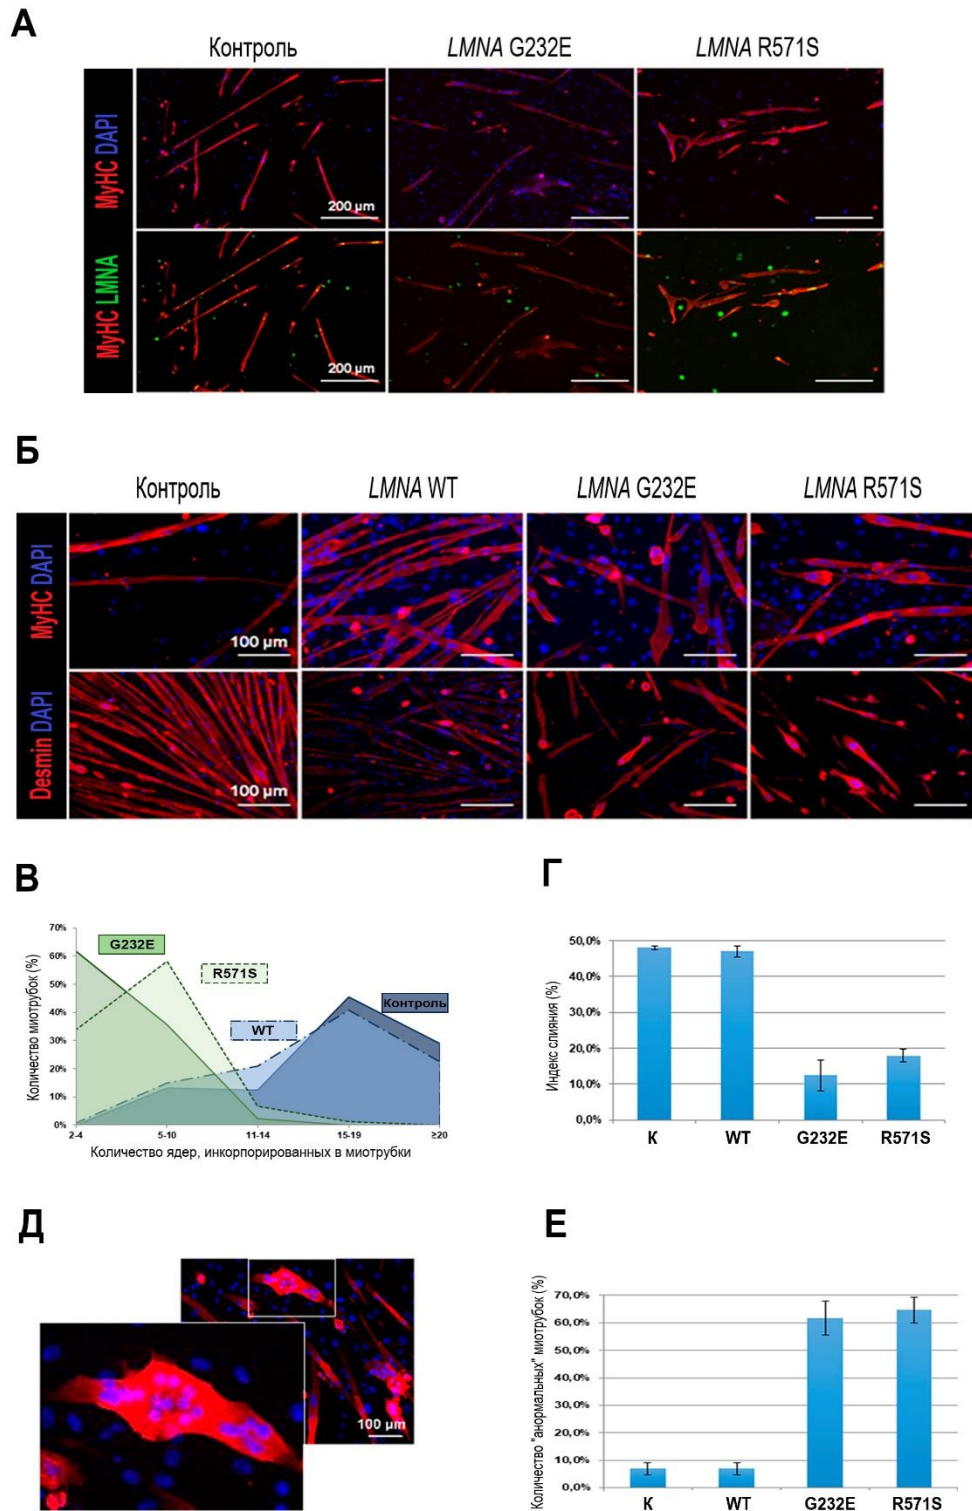 А
Контроль LMNA G232E LMNA R571S
MyHC DAPI
200 µm
MyHC LMNA
200 µm
Б
Контроль LMNA WT LMNA G232E LMNA R571S
MyHC DAPI
100 µm
Desmin DAPI
100 µm
В
Количество миотрубок (%)
70%
60%
50%
40%
30%
20%
10%
0%
G232E
R571S
WT
Контроль
2-4 5-10 11-14 15-19 ≥20
Количество ядер, инкорпорированных в миотрубки
Г
Индекс слияния (%)
50,0%
40,0%
30,0%
20,0%
10,0%
0,0%
К WT G232E R571S
Д
100 µm
Е
Количество "анормальных" миотрубок (%)
70,0%
60,0%
50,0%
40,0%
30,0%
20,0%
10,0%
0,0%
К WT G232E R571S